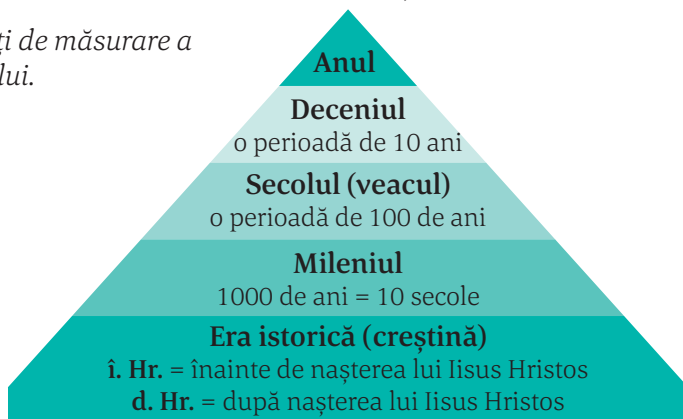 ți de măsurare a
lui.
Anul
Deceniul
o perioadă de 10 ani
Secolul (veacul)
o perioadă de 100 de ani
Mileniul
1000 de ani = 10 secole
Era istorică (creștină)
î. Hr. = înainte de nașterea lui Iisus Hristos
d. Hr. = după nașterea lui Iisus Hristos